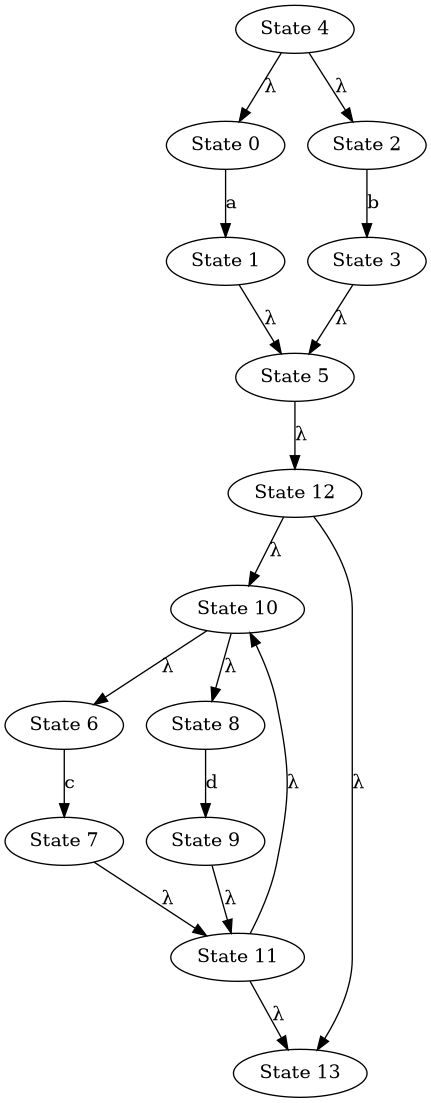 State 4
λ λ
State 0 State 2
a b
State 1 State 3
λ λ
State 5
λ
State 12
λ
State 10
λ λ
State 6 State 8
c d λ λ
State 7 State 9
λ λ
State 11
λ
State 13